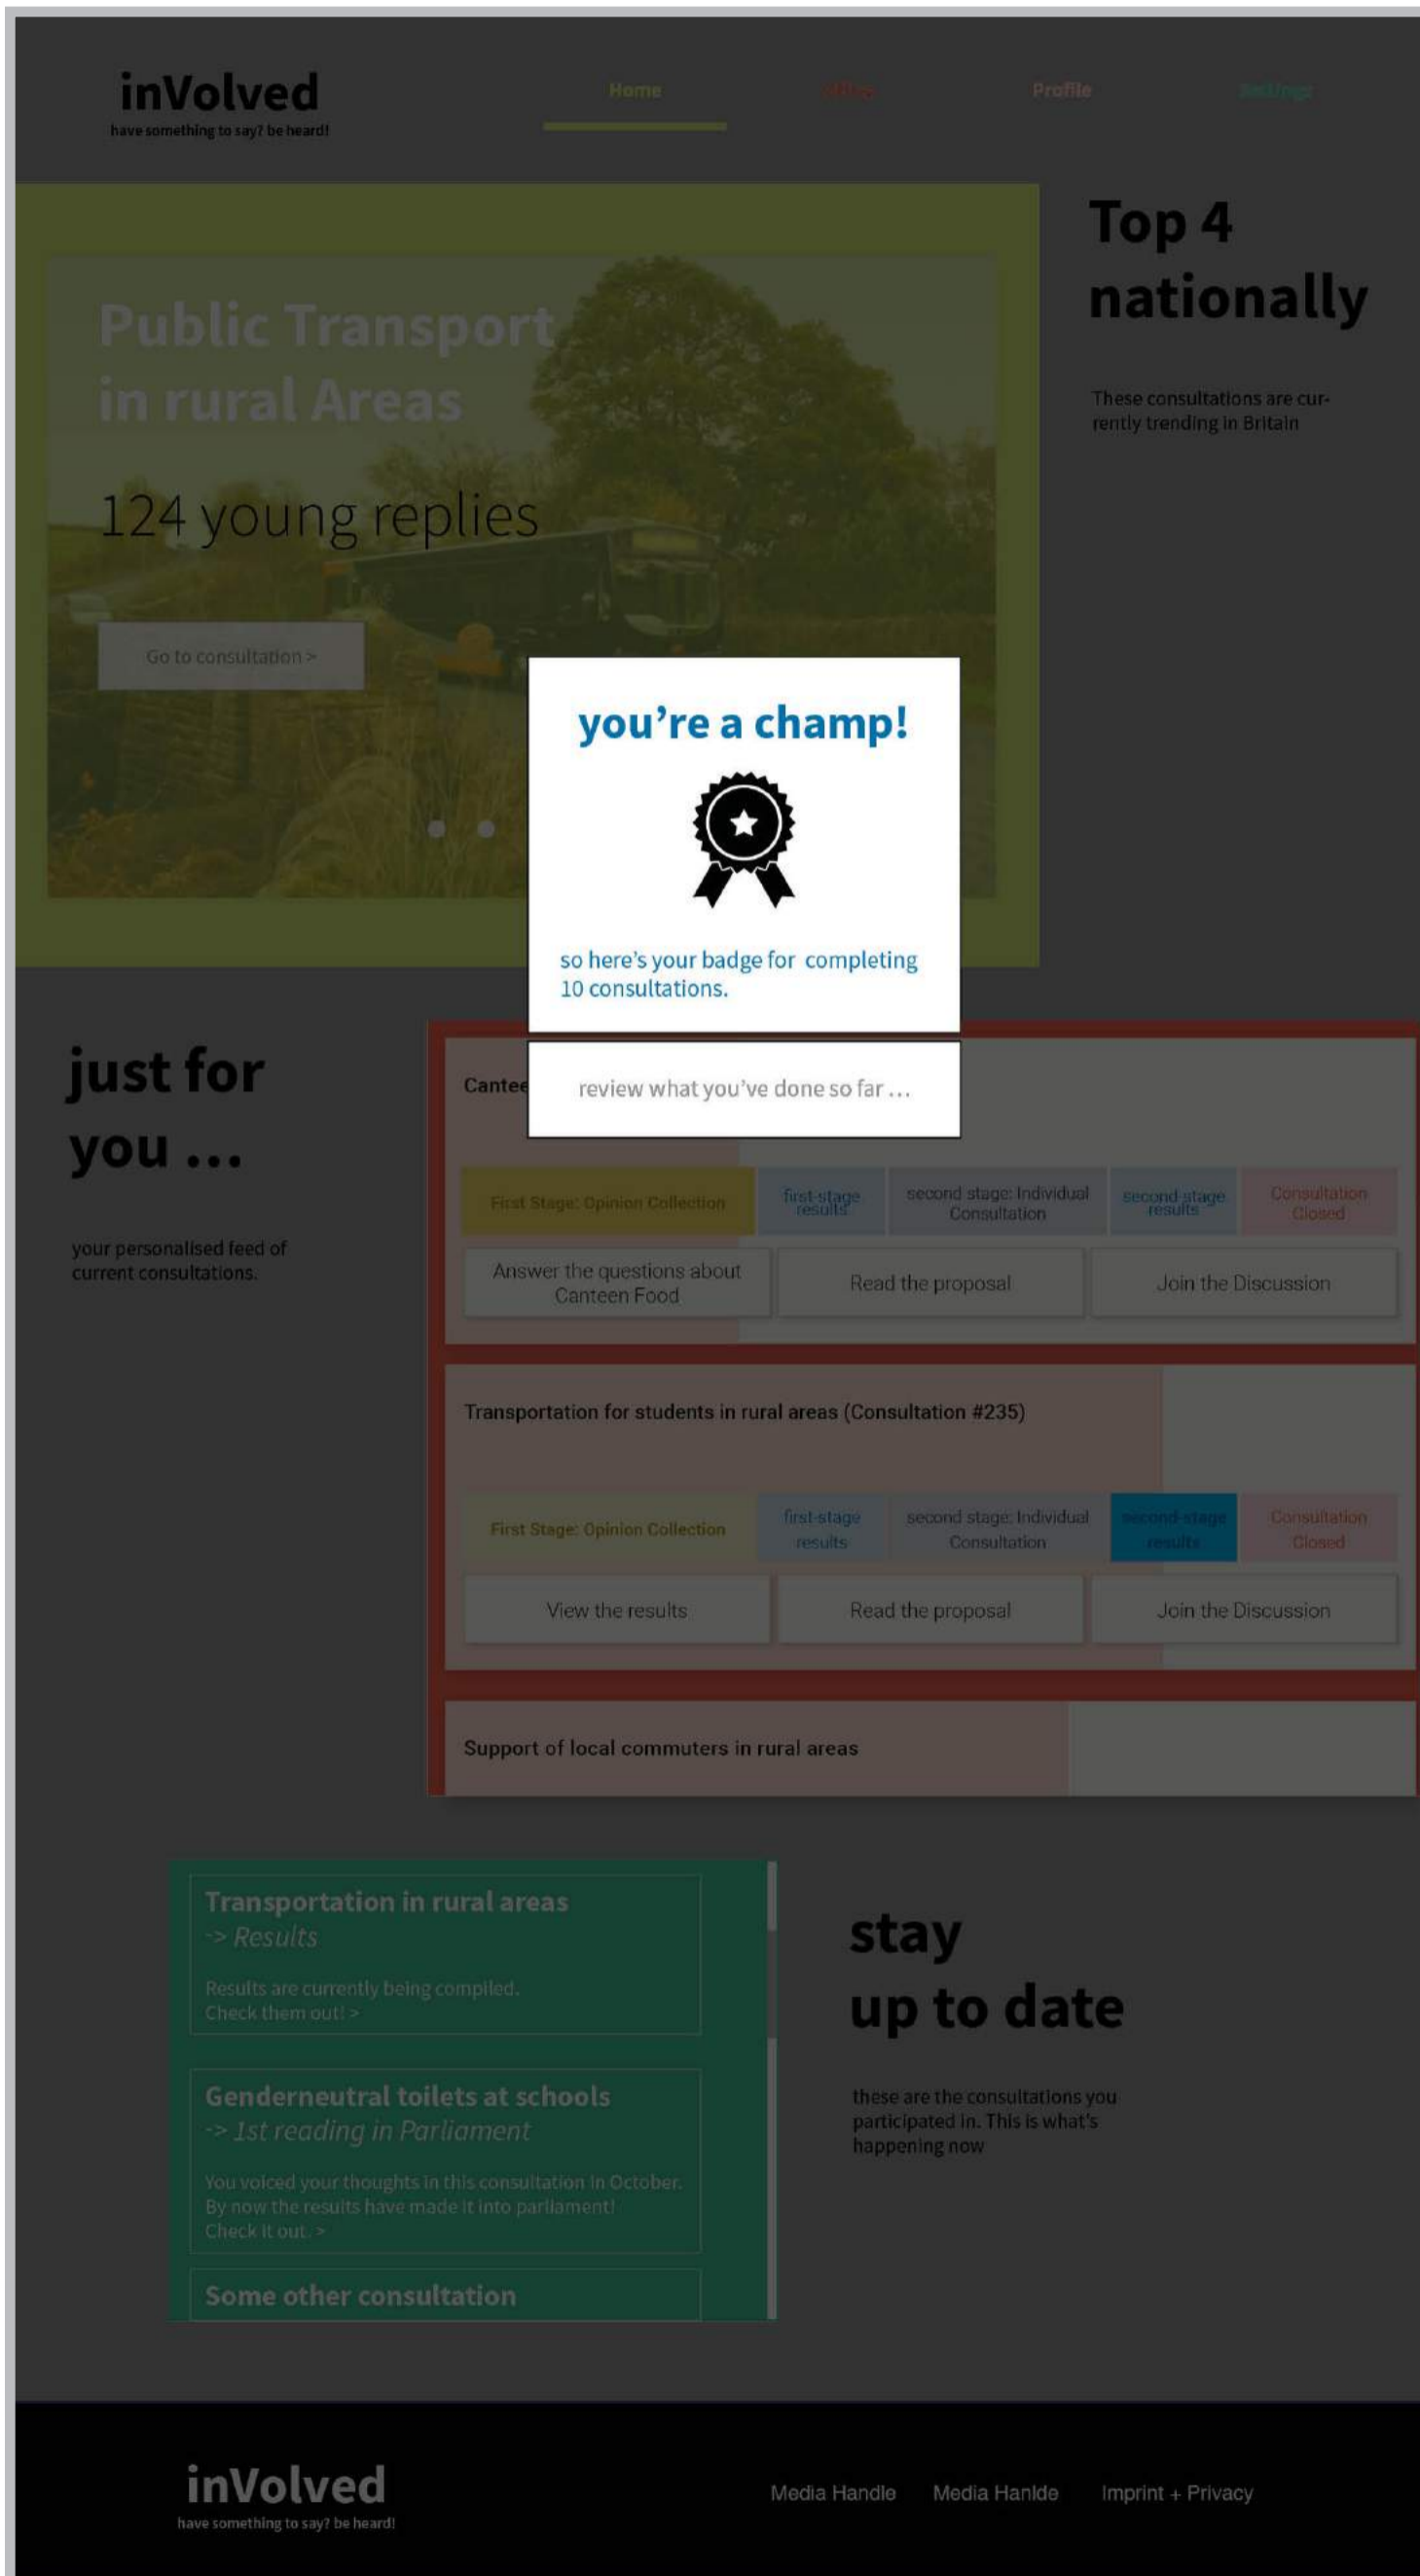 inVolved
have something to say? be heard!
Home
Profile
Settings
Public Transport
in rural Areas
124 young replies
Go to consultation >
Top 4
nationally
These consultations are cur-
rently trending in Britain
you’re a champ!
so here’s your badge for completing
10 consultations.
review what you’ve done so far …
just for
you …
your personalised feed of
current consultations.
First Stage: Opinion Collection
first-stage
results
second stage: Individual
Consultation
second-stage
results
Consultation
Closed
Answer the questions about
Canteen Food
Read the proposal
Join the Discussion
Transportation for students in rural areas (Consultation #235)
First Stage: Opinion Collection
first-stage
results
second stage: Individual
Consultation
second-stage
results
Consultation
Closed
View the results
Read the proposal
Join the Discussion
Support of local commuters in rural areas
Transportation in rural areas
-> Results
Results are currently being compiled.
Check them out! >
Genderneutral toilets at schools
-> 1st reading in Parliament
You voiced your thoughts in this consultation in October.
By now the results have made it into parliament!
Check it out. >
Some other consultation
stay
up to date
these are the consultations you
participated in. This is what's
happening now
inVolved
have something to say? be heard!
Media Handle
Media Hanlde
Imprint + Privacy